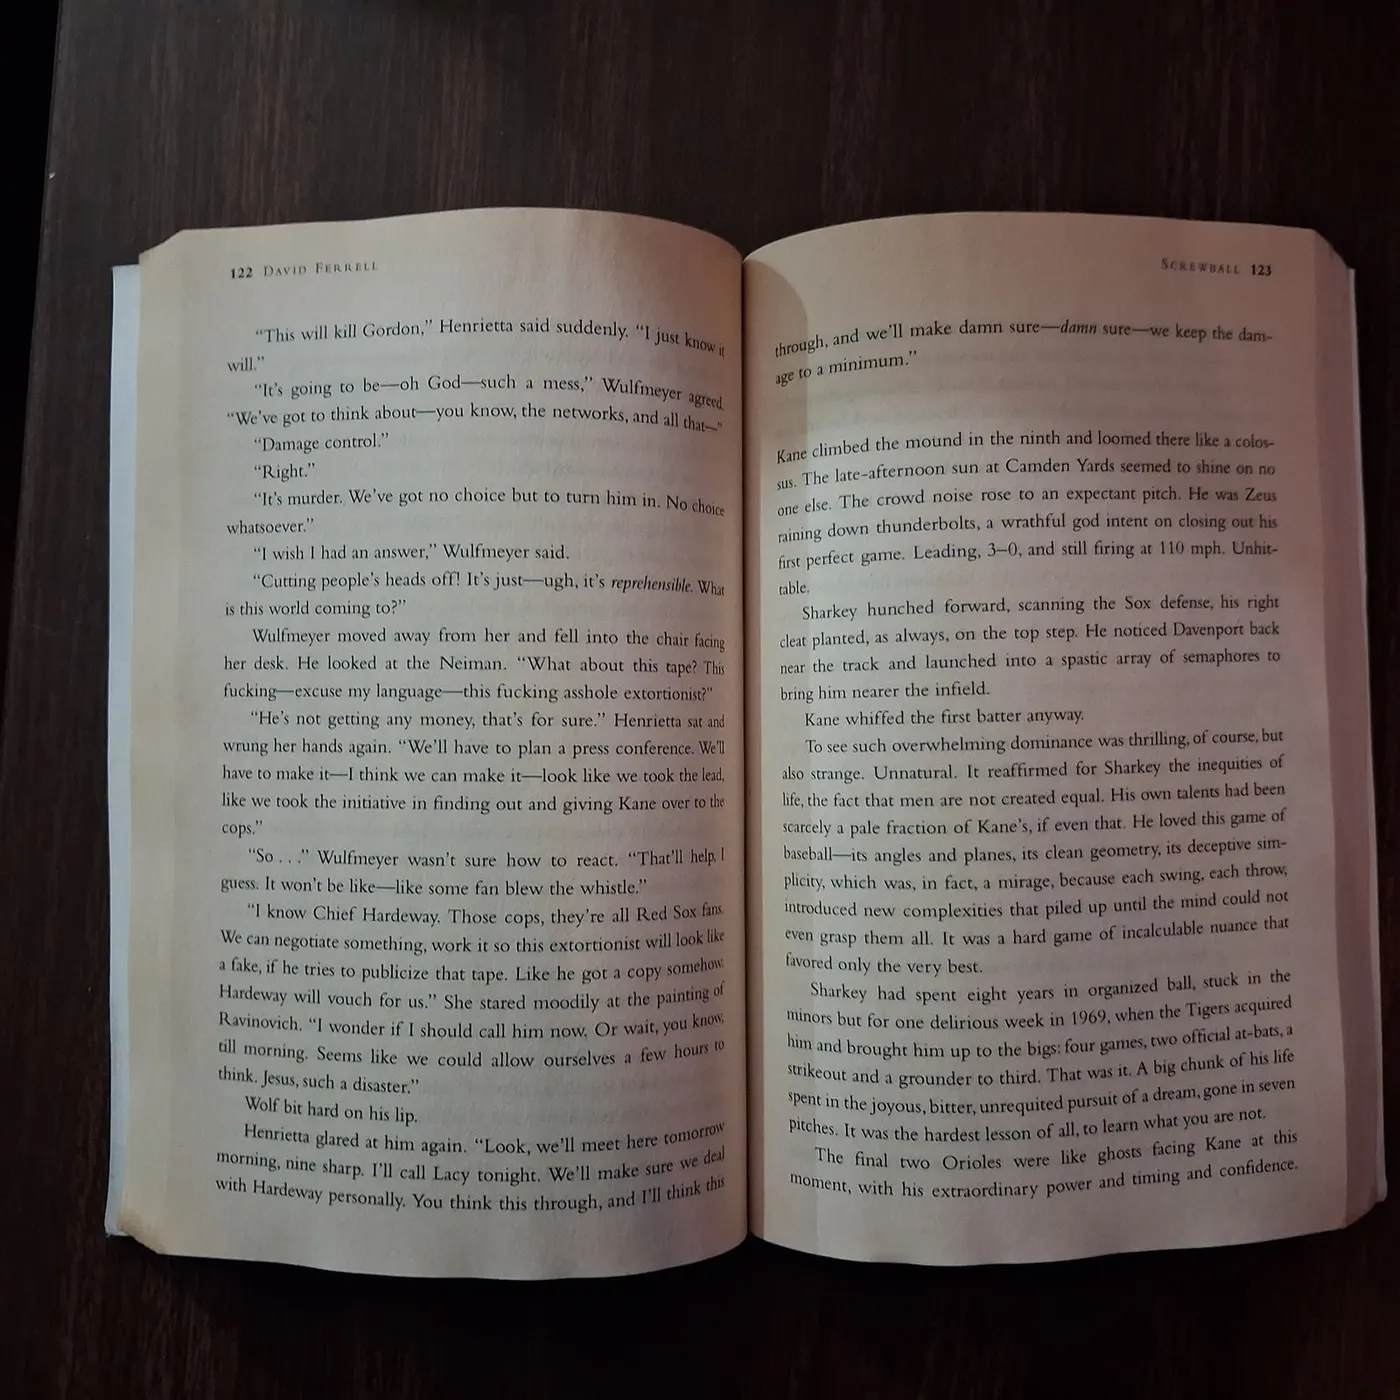 122 DAVID FERRELL
“This will kill Gordon,” Henrietta said suddenly. “I just know it
will.”
“It’s going to be—oh God—such a mess,” Wulfmeyer agreed.
“We’ve got to think about—you know, the networks, and all that—”
“Damage control.”
“Right.”
“It’s murder. We’ve got no choice but to turn him in. No choice
whatsoever.”
“I wish I had an answer,” Wulfmeyer said.
“Cutting people’s heads off! It’s just—ugh, it’s reprehensible. What
is this world coming to?”
Wulfmeyer moved away from her and fell into the chair facing
her desk. He looked at the Neiman. “What about this tape? This
fucking—excuse my language—this fucking asshole extortionist?”
“He’s not getting any money, that’s for sure.” Henrietta sat and
wrung her hands again. “We’ll have to plan a press conference. We’ll
have to make it—I think we can make it—look like we took the lead,
like we took the initiative in finding out and giving Kane over to the
cops.”
“So . . .” Wulfmeyer wasn’t sure how to react. “That’ll help, I
guess. It won’t be like—like some fan blew the whistle.”
“I know Chief Hardeway. Those cops, they’re all Red Sox fans.
We can negotiate something, work it so this extortionist will look like
a fake, if he tries to publicize that tape. Like he got a copy somehow.
Hardeway will vouch for us.” She stared moodily at the painting of
Ravinovich. “I wonder if I should call him now. Or wait, you know,
till morning. Seems like we could allow ourselves a few hours to
think. Jesus, such a disaster.”
Wolf bit hard on his lip.
Henrietta glared at him again. “Look, we’ll meet here tomorrow
morning, nine sharp. I’ll call Lacy tonight. We’ll make sure we deal
with Hardeway personally. You think this through, and I’ll think this
SCREWBALL 123
through, and we’ll make damn sure—damn sure—we keep the dam-
age to a minimum.”
Kane climbed the mound in the ninth and loomed there like a colos-
sus. The late-afternoon sun at Camden Yards seemed to shine on no
one else. The crowd noise rose to an expectant pitch. He was Zeus
raining down thunderbolts, a wrathful god intent on closing out his
first perfect game. Leading, 3–0, and still firing at 110 mph. Unhit-
table.
Sharkey hunched forward, scanning the Sox defense, his right
cleat planted, as always, on the top step. He noticed Davenport back
near the track and launched into a spastic array of semaphores to
bring him nearer the infield.
Kane whiffed the first batter anyway.
To see such overwhelming dominance was thrilling, of course, but
also strange. Unnatural. It reaffirmed for Sharkey the inequities of
life, the fact that men are not created equal. His own talents had been
scarcely a pale fraction of Kane’s, if even that. He loved this game of
baseball—its angles and planes, its clean geometry, its deceptive sim-
plicity, which was, in fact, a mirage, because each swing, each throw,
introduced new complexities that piled up until the mind could not
even grasp them all. It was a hard game of incalculable nuance that
favored only the very best.
Sharkey had spent eight years in organized ball, stuck in the
minors but for one delirious week in 1969, when the Tigers acquired
him and brought him up to the bigs: four games, two official at-bats, a
strikeout and a grounder to third. That was it. A big chunk of his life
spent in the joyous, bitter, unrequited pursuit of a dream, gone in seven
pitches. It was the hardest lesson of all, to learn what you are not.
The final two Orioles were like ghosts facing Kane at this
moment, with his extraordinary power and timing and confidence.